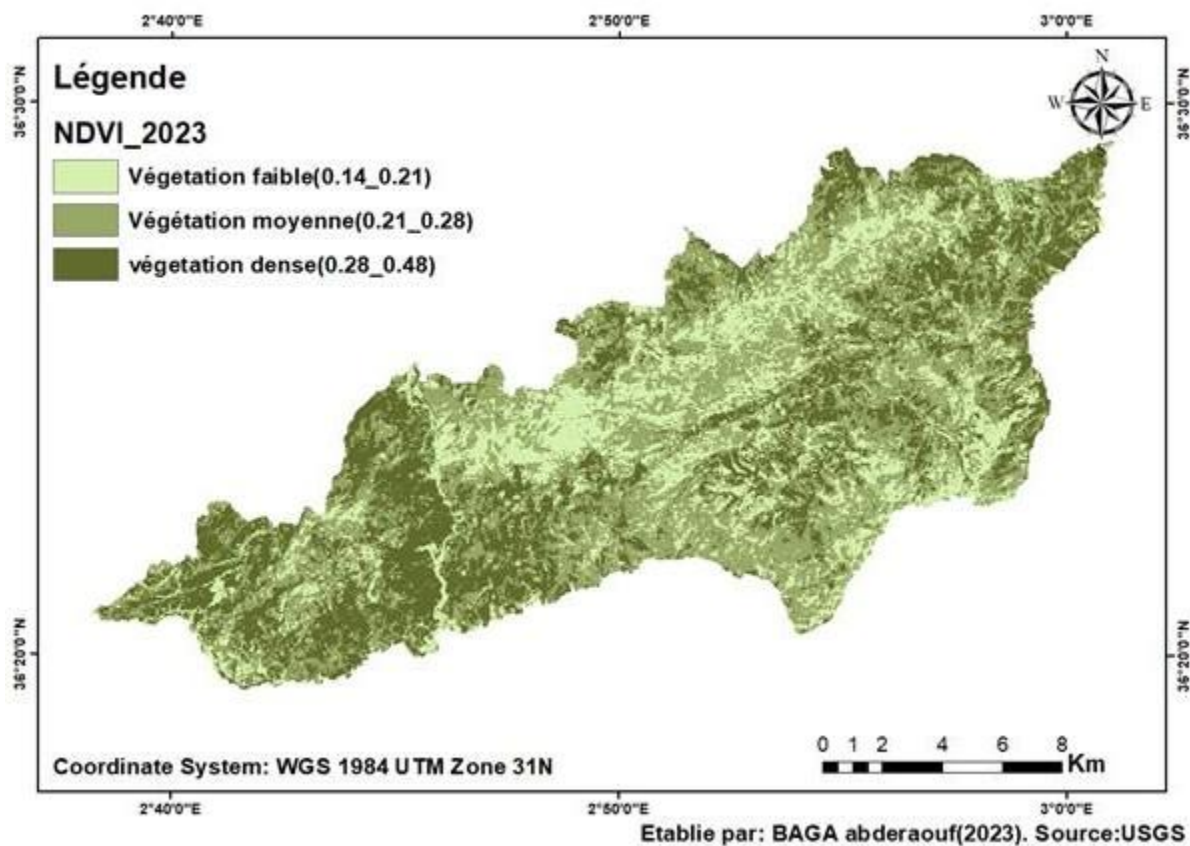 2°40'0"E 2°50'0"E 3°0'0"E
36°30'0"N
36°30'0"N
N
W E
Légende
NDVI_2023
Végetation faible(0.14_0.21)
Végétation moyenne(0.21_0.28)
végetation dense(0.28_0.48)
36°20'0"N
36°20'0"N
0 1 2 4 6 8
Km
Coordinate System: WGS 1984 UTM Zone 31N
2°40'0"E 2°50'0"E 3°0'0"E
Etablie par: BAGA abderaouf(2023). Source:USGS